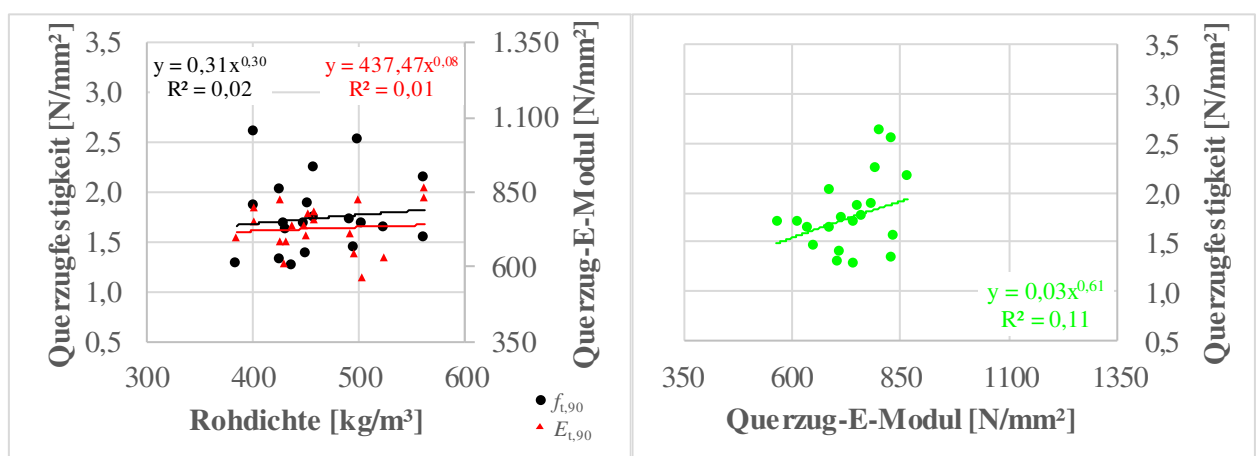 Querzugfestigkeit [N/mm²]
3,5
3,0
2,5
2,0
1,5
1,0
0,5
y = 0,31x^0,30
R² = 0,02
y = 437,47x^0,08
R² = 0,01
1.350
1.100
850
600
350
Querzug-E-Modul [N/mm²]
300 400 500 600
Rohdichte [kg/m³]
f t,90
E t,90
y = 0,03x^0,61
R² = 0,11
3,5
3,0
2,5
2,0
1,5
1,0
0,5
Querzugfestigkeit [N/mm²]
350 600 850 1100 1350
Querzug-E-Modul [N/mm²]